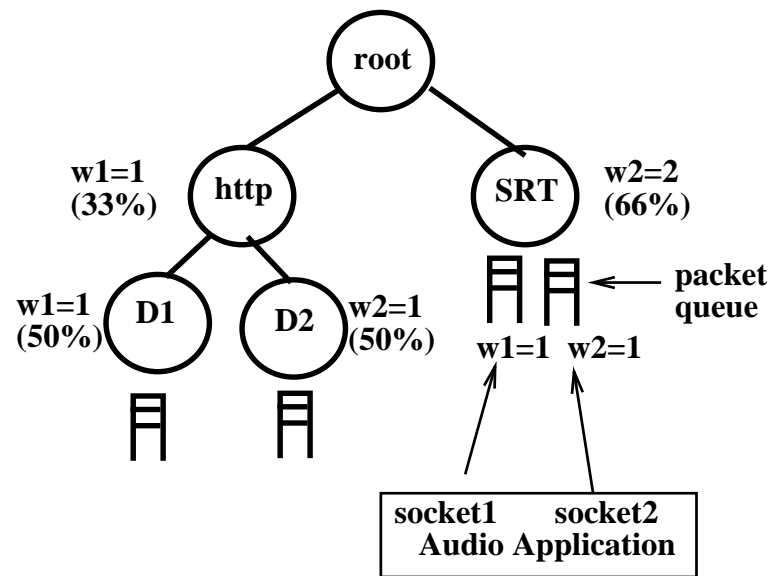 root
w1=1
(33%)
http
SRT
w2=2
(66%)
packet
queue
w1=1
(50%)
D1
D2
w2=1
(50%)
w1=1
w2=1
socket1
socket2
Audio Application